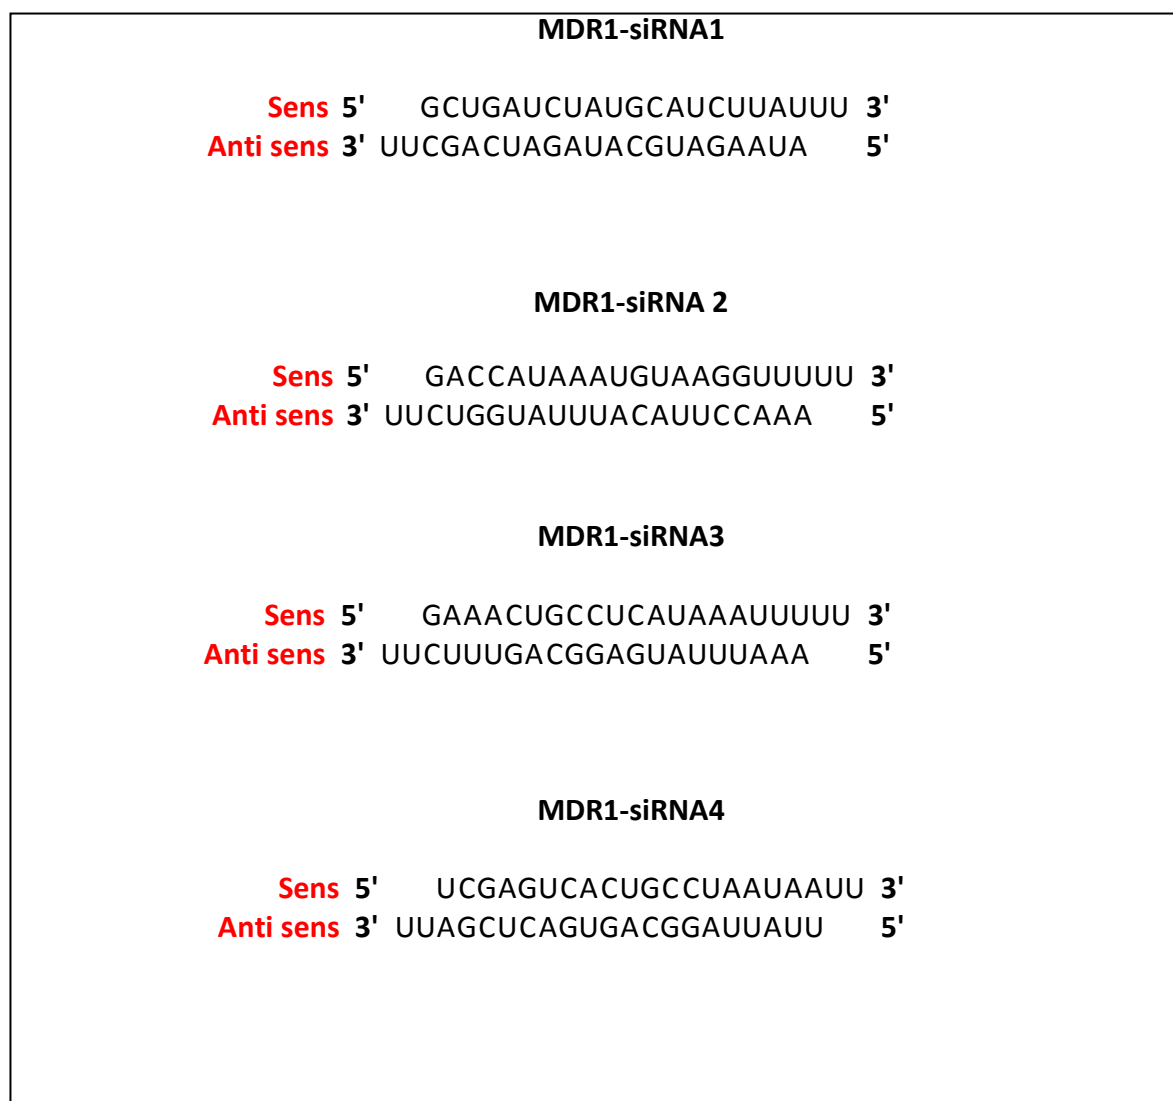 MDR1-siRNA1
Sens 5' GCUGAUCUAUGCAUCUUAUUU 3'
Anti sens 3' UUCGACUAGAUACGUAGAAUA 5'
MDR1-siRNA 2
Sens 5' GACCAUAAAUGUAAGGUUUUU 3'
Anti sens 3' UUCUGGUAUUUACAUUCCAAA 5'
MDR1-siRNA3
Sens 5' GAAACUGCCUCAUAAAUUUUU 3'
Anti sens 3' UUCUUUGACGGAGUAUUUAAA 5'
MDR1-siRNA4
Sens 5' UCGAGUCACUGCCUAAUAAUU 3'
Anti sens 3' UUAGCUCAGUGACGGAUUAUU 5'